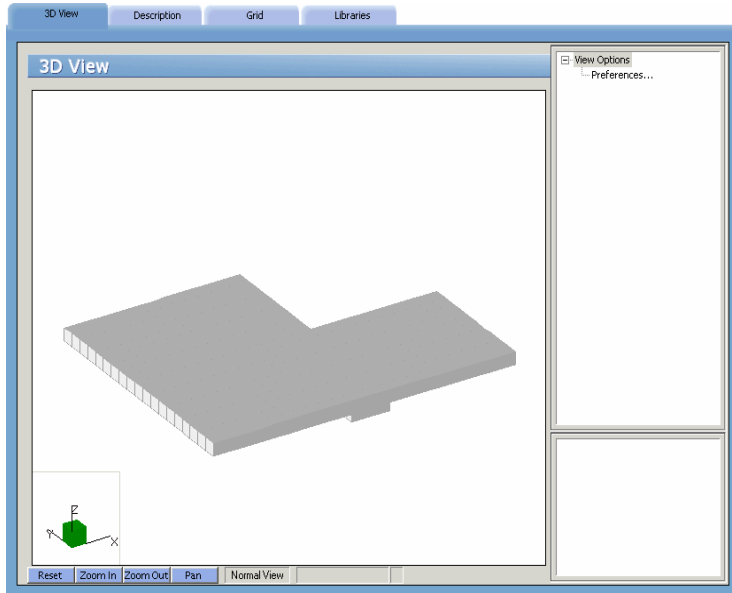 3D View Description Grid Libraries
3D View
View Options
Preferences...
Z
Y
X
Reset Zoom In Zoom Out Pan Normal View